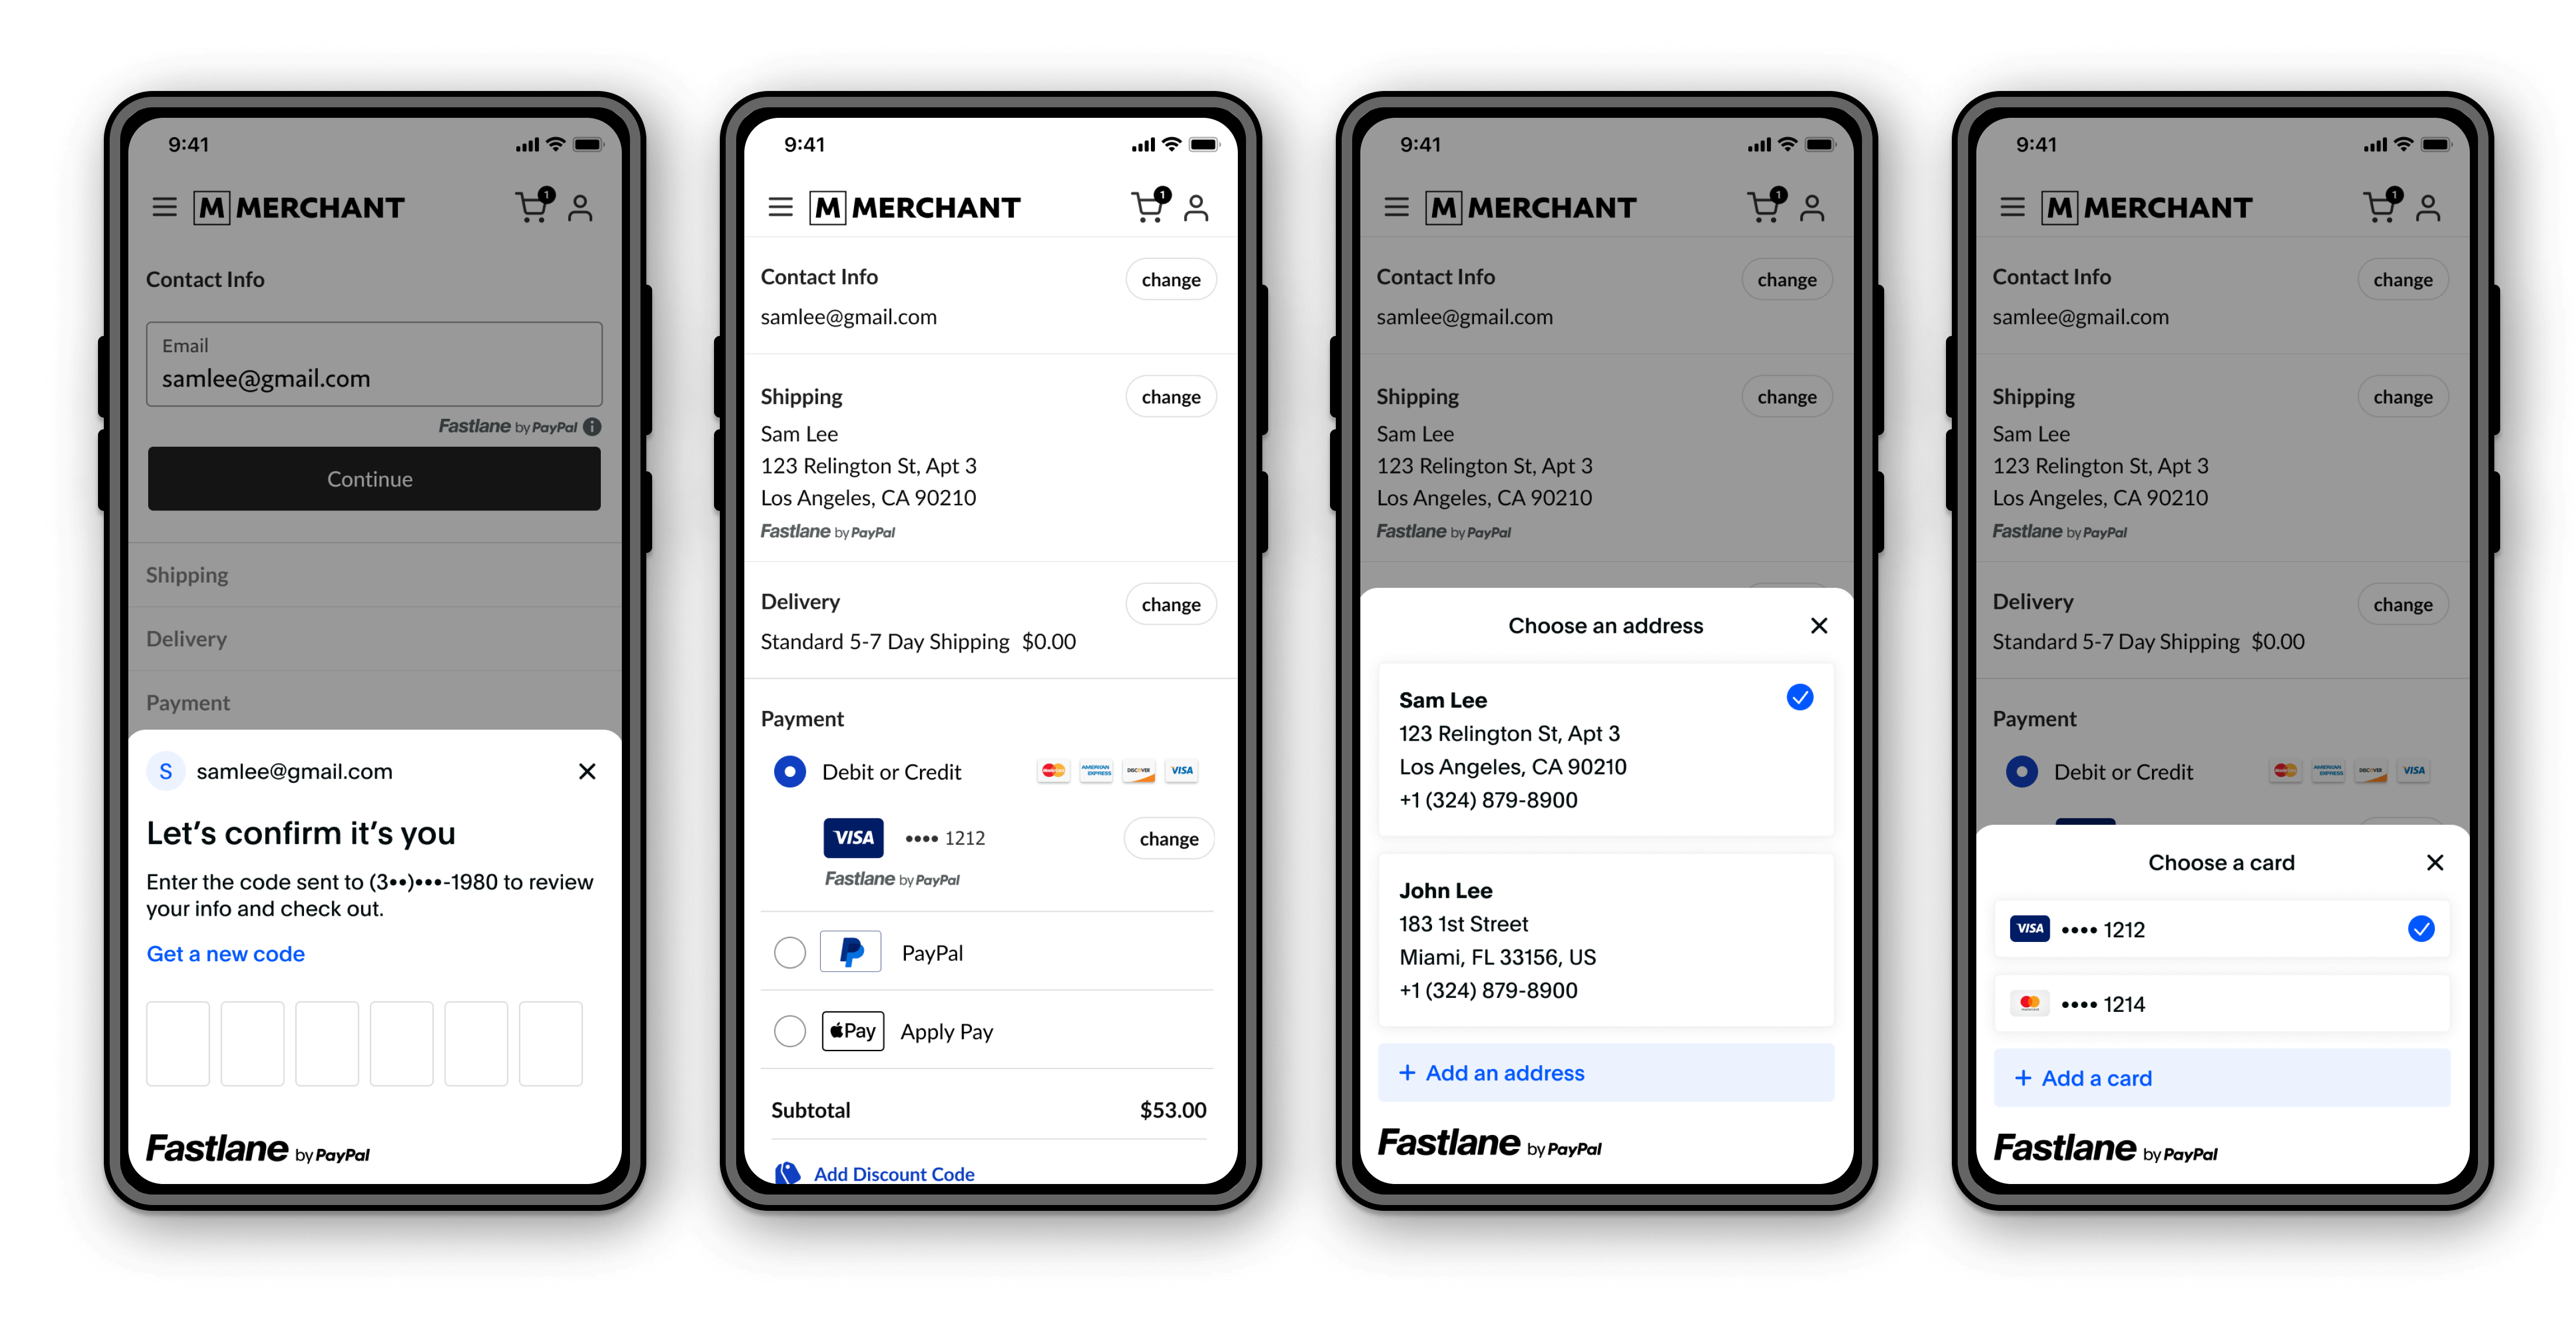 9:41
M MERCHANT
1
Contact Info
Email
samlee@gmail.com
Fastlane by PayPal i
Continue
Shipping
Delivery
Payment
S samlee@gmail.com
Let’s confirm it’s you
Enter the code sent to (3••)•••-1980 to review
your info and check out.
Get a new code
Fastlane by PayPal
9:41
M MERCHANT
1
Contact Info change
samlee@gmail.com
Shipping change
Sam Lee
123 Relington St, Apt 3
Los Angeles, CA 90210
Fastlane by PayPal
Delivery change
Standard 5-7 Day Shipping $0.00
Payment
Debit or Credit MasterCard AMERICAN EXPRESS DISCOVER VISA
VISA •••• 1212 change
Fastlane by PayPal
PayPal
Pay Apply Pay
Subtotal $53.00
Add Discount Code
9:41
M MERCHANT
1
Contact Info change
samlee@gmail.com
Shipping change
Sam Lee
123 Relington St, Apt 3
Los Angeles, CA 90210
Fastlane by PayPal
Choose an address
Sam Lee
123 Relington St, Apt 3
Los Angeles, CA 90210
+1 (324) 879-8900
John Lee
183 1st Street
Miami, FL 33156, US
+1 (324) 879-8900
+ Add an address
Fastlane by PayPal
9:41
M MERCHANT
1
Contact Info change
samlee@gmail.com
Shipping change
Sam Lee
123 Relington St, Apt 3
Los Angeles, CA 90210
Fastlane by PayPal
Delivery change
Standard 5-7 Day Shipping $0.00
Payment
Debit or Credit MasterCard AMERICAN EXPRESS DISCOVER VISA
Choose a card
VISA •••• 1212
mastercard •••• 1214
+ Add a card
Fastlane by PayPal